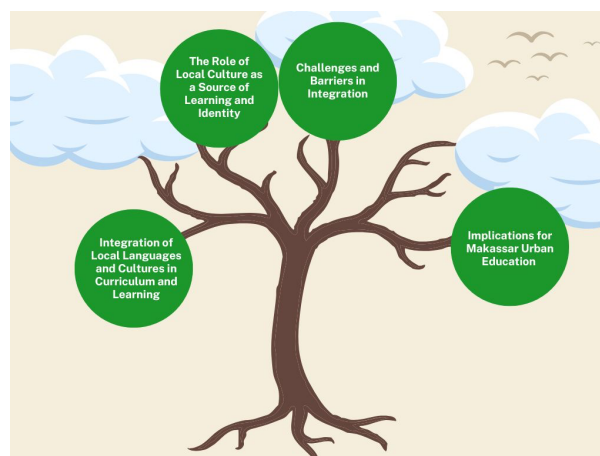 The Role of
Local Culture as
a Source of
Learning and
Identity
Challenges and
Barriers in
Integration
Integration of
Local Languages
and Cultures in
Curriculum and
Learning
Implications for
Makassar Urban
Education